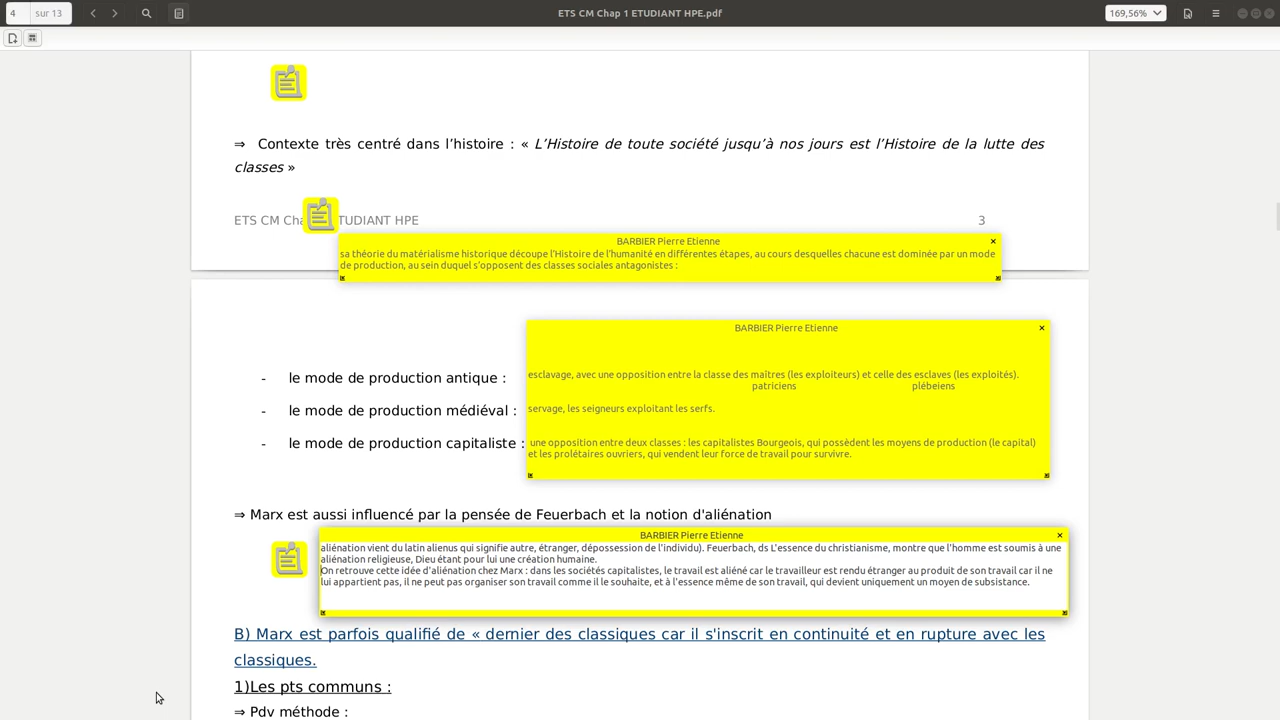 4 sur 13 ETS CM Chap 1 ETUDIANT HPE.pdf 169,56%
⇒ Contexte très centré dans l’histoire : « L’Histoire de toute société jusqu’à nos jours est l’Histoire de la lutte des
classes »
ETS CM Cha TUDIANT HPE 3
BARBIER Pierre Etienne
sa théorie du matérialisme historique découpe l'Histoire de l'humanité en différentes étapes, au cours desquelles chacune est dominée par un mode
de production, au sein duquel s'opposent des classes sociales antagonistes :
BARBIER Pierre Etienne
- le mode de production antique :
esclavage, avec une opposition entre la classe des maîtres (les exploiteurs) et celle des esclaves (les exploités).
patriciens plébeiens
- le mode de production médiéval :
servage, les seigneurs exploitant les serfs.
- le mode de production capitaliste :
une opposition entre deux classes : les capitalistes Bourgeois, qui possèdent les moyens de production (le capital)
et les prolétaires ouvriers, qui vendent leur force de travail pour survivre.
⇒ Marx est aussi influencé par la pensée de Feuerbach et la notion d'aliénation
BARBIER Pierre Etienne
aliénation vient du latin alienus qui signifie autre, étranger, dépossession de l'individu). Feuerbach, ds L'essence du christianisme, montre que l'homme est soumis à une
aliénation religieuse, Dieu étant pour lui une création humaine.
On retrouve cette idée d'aliénation chez Marx : dans les sociétés capitalistes, le travail est aliéné car le travailleur est rendu étranger au produit de son travail car il ne
lui appartient pas, il ne peut pas organiser son travail comme il le souhaite, et à l'essence même de son travail, qui devient uniquement un moyen de subsistance.
B) Marx est parfois qualifié de « dernier des classiques car il s'inscrit en continuité et en rupture avec les
classiques.
1)Les pts communs :
⇒ Pdv méthode :